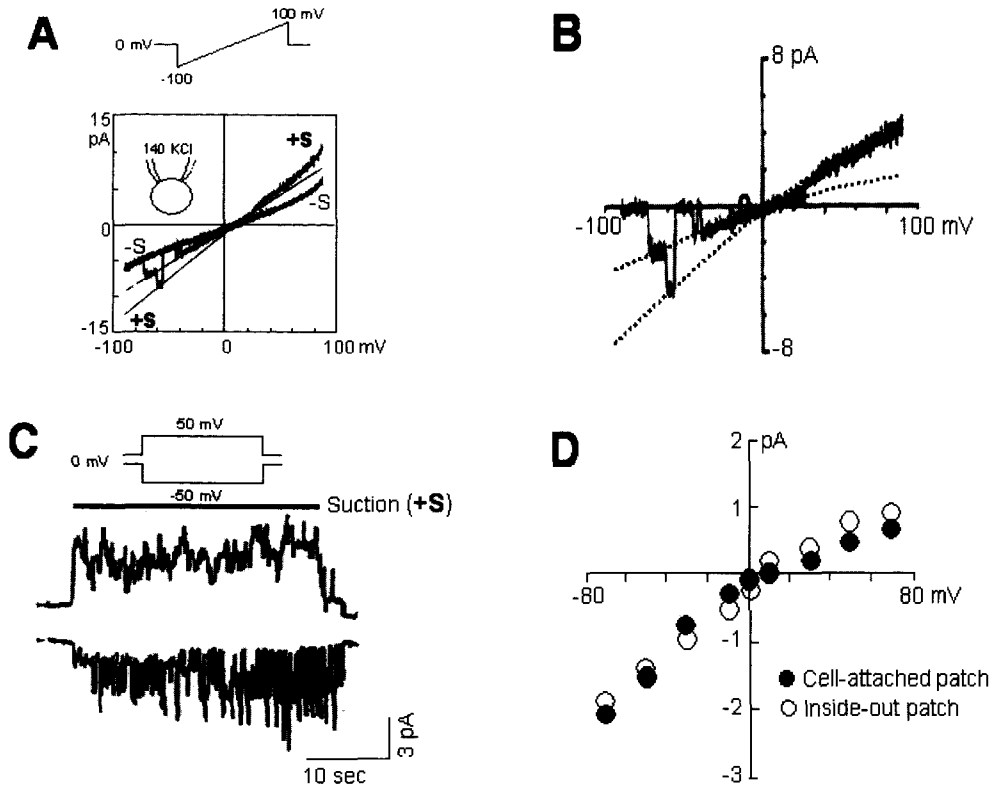 A
100 mV
0 mV
-100
15
pA
140 KCl
+S
-S
0
-S
+S
-15
-100
0
100 mV
B
8 pA
-100
100 mV
-8
C
50 mV
0 mV
-50 mV
Suction (+S)
3 pA
10 sec
D
2
pA
1
-80
80 mV
-1
-2
-3
Cell-attached patch
Inside-out patch